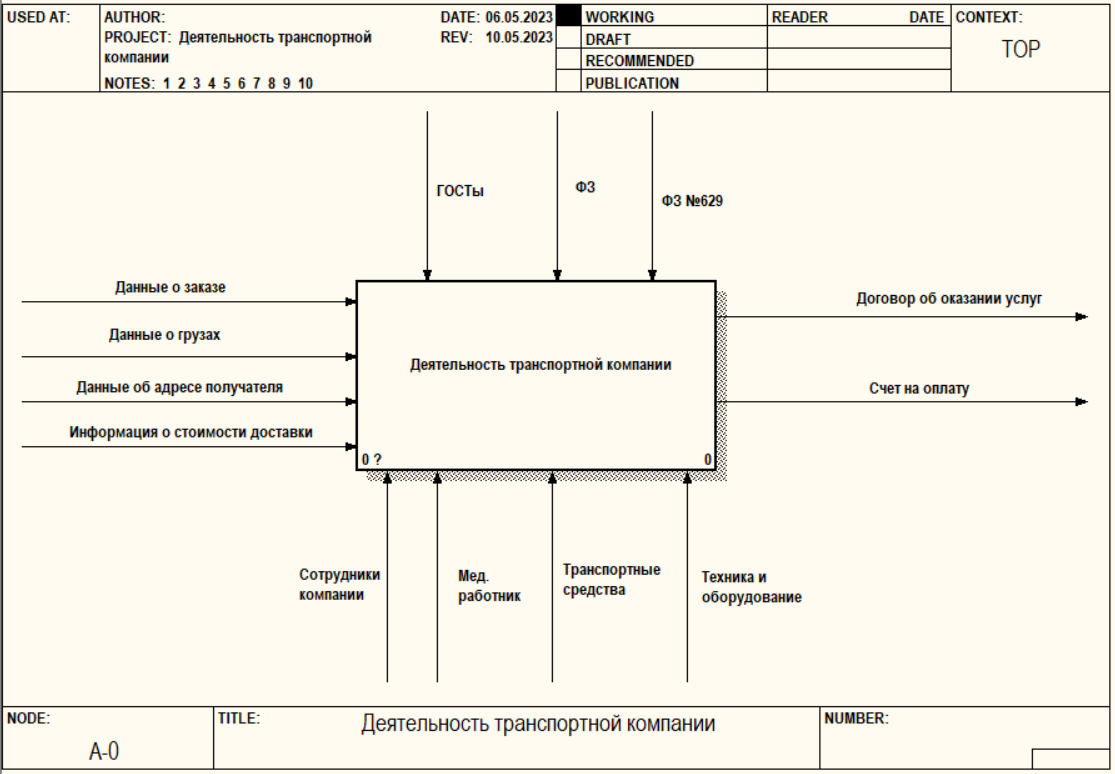 USED AT:
AUTHOR:
DATE: 06.05.2023
PROJECT: Деятельность транспортной
компании
REV: 10.05.2023
NOTES: 1 2 3 4 5 6 7 8 9 10
WORKING
DRAFT
RECOMMENDED
PUBLICATION
READER
DATE
CONTEXT:
TOP
ГОСТы
ФЗ
ФЗ №629
Данные о заказе
Данные о грузах
Данные об адресе получателя
Информация о стоимости доставки
Деятельность транспортной компании
0 ?
0
Договор об оказании услуг
Счет на оплату
Сотрудники
компании
Мед.
работник
Транспортные
средства
Техника и
оборудование
NODE:
A-0
TITLE:
Деятельность транспортной компании
NUMBER: